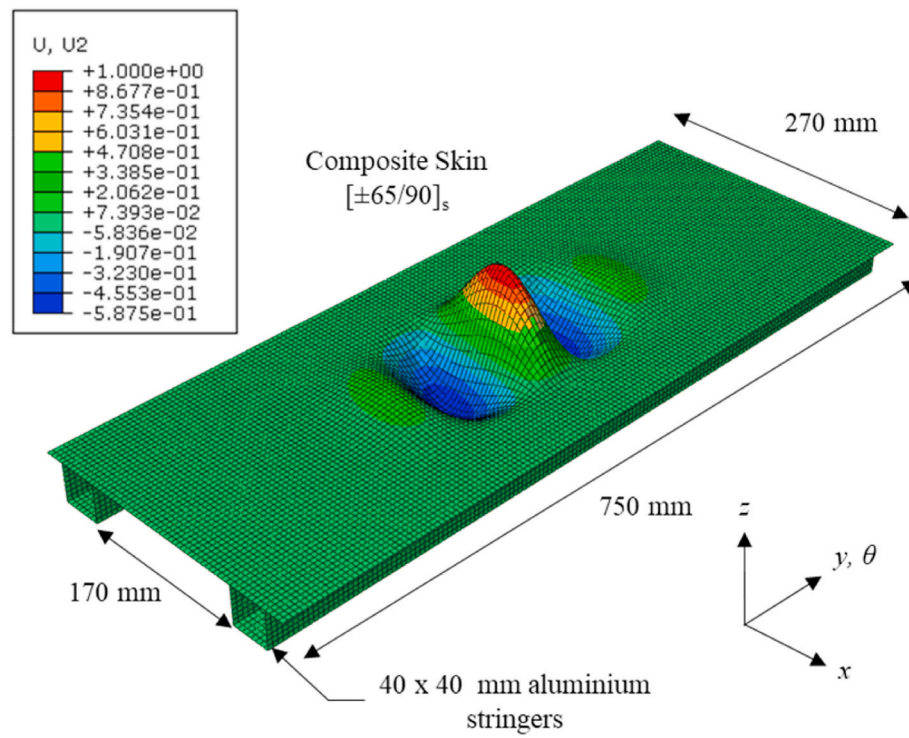 U, U2
+1.000e+00
+8.677e-01
+7.354e-01
+6.031e-01
+4.708e-01
+3.385e-01
+2.062e-01
+7.393e-02
-5.836e-02
-1.907e-01
-3.230e-01
-4.553e-01
-5.875e-01
270 mm
Composite Skin
[±65/90]s
750 mm
170 mm
z
y, θ
x
40 x 40 mm aluminium
stringers